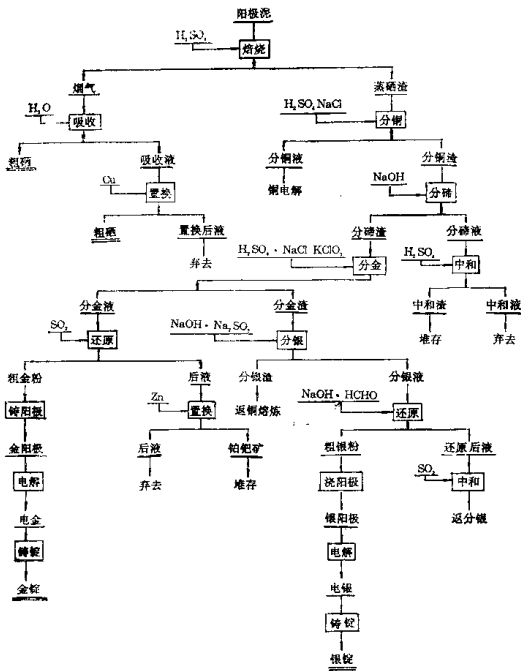 阳极泥
H₂SO₄
焙烧
烟气
蒸硒渣
H₂O
吸收
H₂SO₄ NaCl
分铜
粗硒
吸收液
分铜液
分铜渣
Cu
置换
铜电解
NaOH
分碲
粗硒
置换后液
分碲渣
分碲液
弃去
H₂SO₄·NaCl KClO₃
分金
H₂SO₄
中和
分金液
分金渣
中和渣
中和液
SO₂
还原
NaOH·Na₂SO₃
分银
堆存
弃去
粗金粉
后液
分银渣
分银液
铸阳极
Zn
置换
返铜熔炼
NaOH·HCHO
还原
金阳极
后液
铂钯矿
粗银粉
还原后液
电解
弃去
堆存
浇阳极
SO₂
中和
电金
银阳极
返分银
铸锭
电解
金锭
电银
铸锭
银锭